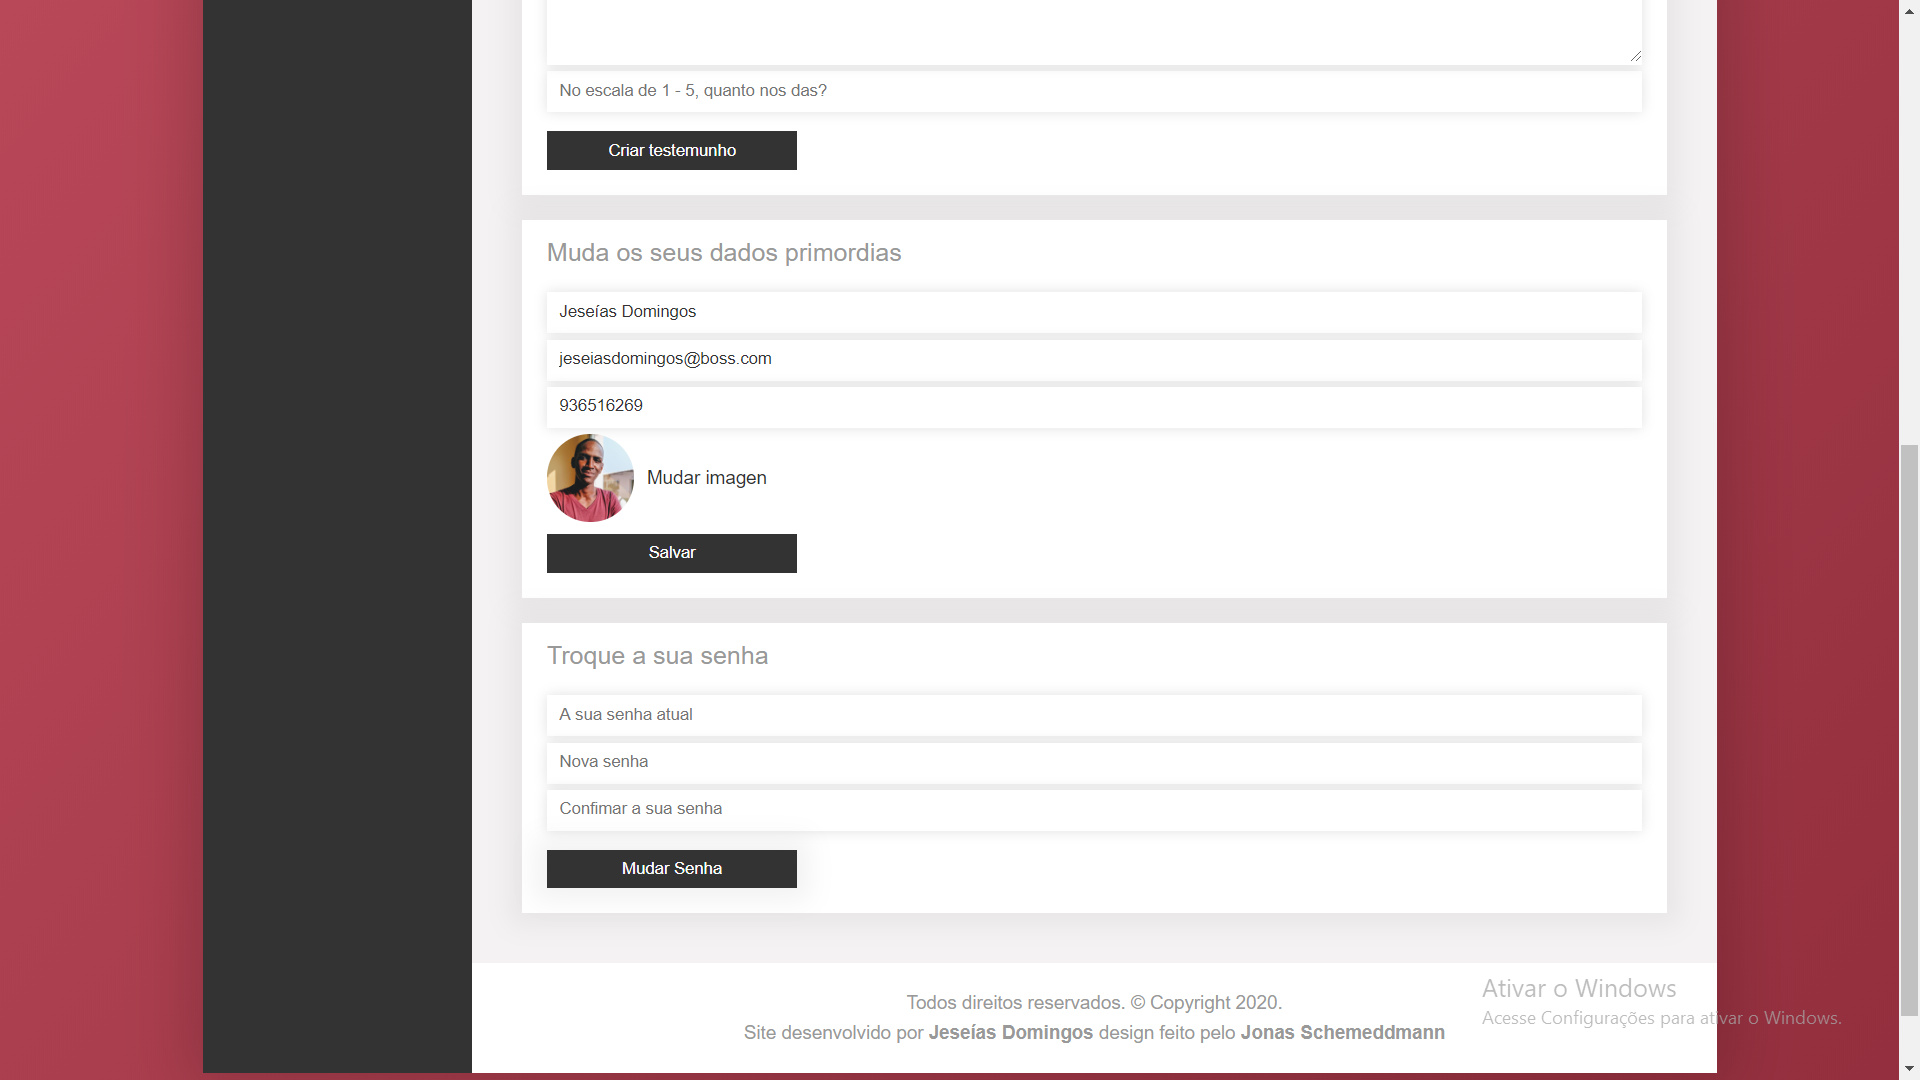 No escala de 1 - 5, quanto nos das?
Criar testemunho
Muda os seus dados primordias
Jeseías Domingos
jeseiasdomingos@boss.com
936516269
Mudar imagen
Salvar
Troque a sua senha
A sua senha atual
Nova senha
Confimar a sua senha
Mudar Senha
Todos direitos reservados. © Copyright 2020.
Site desenvolvido por Jeseías Domingos design feito pelo Jonas Schemeddmann
Ativar o Windows
Acesse Configurações para ativar o Windows.